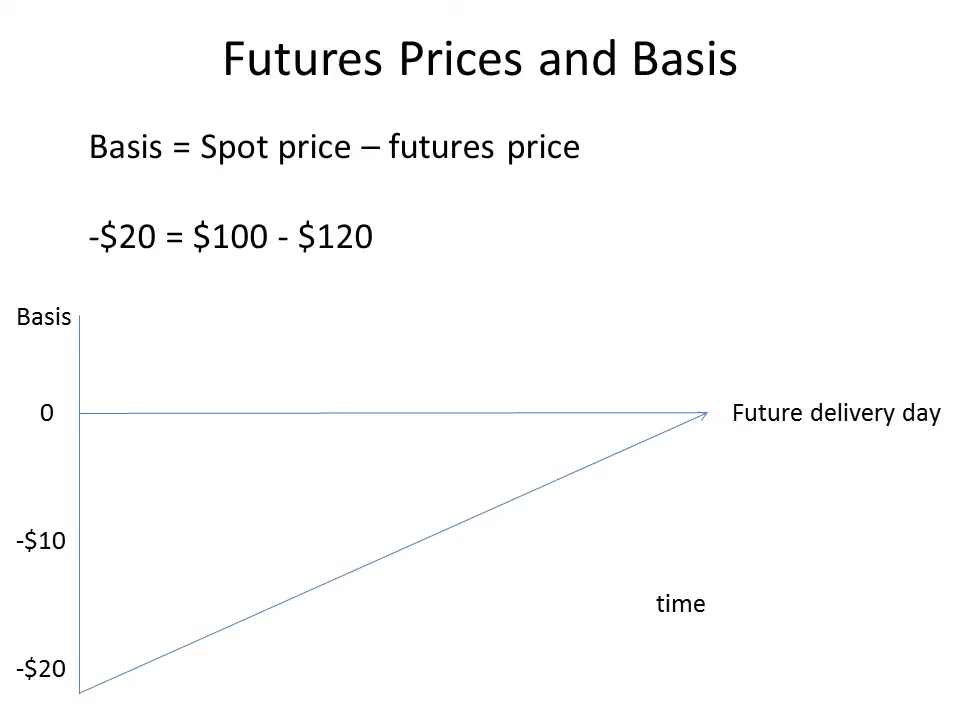 Futures Prices and Basis
Basis = Spot price – futures price
-$20 = $100 - $120
Basis
0
Future delivery day
-$10
time
-$20